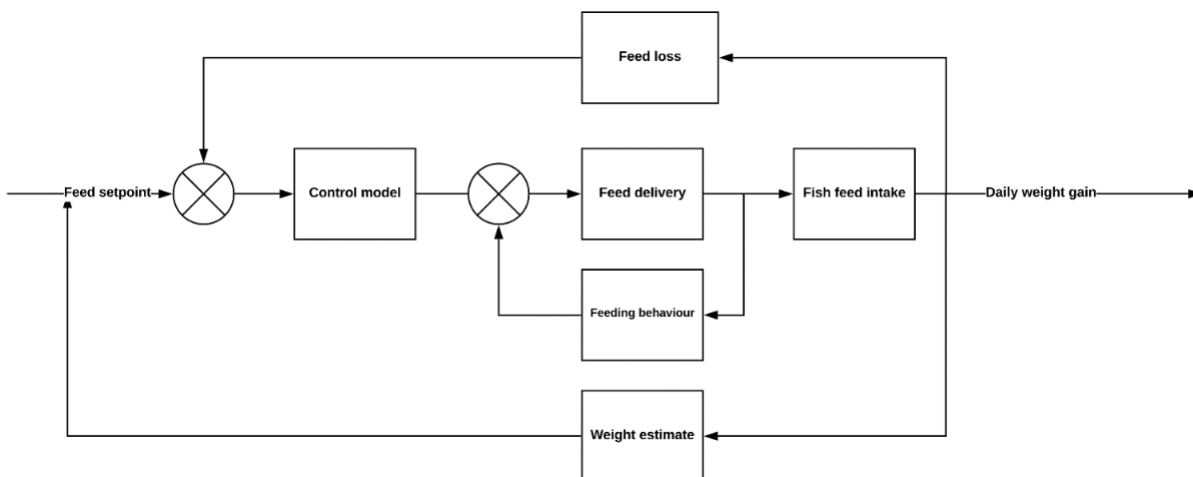 Feed loss
Feed setpoint
Control model
Feed delivery
Fish feed intake
Daily weight gain
Feeding behaviour
Weight estimate